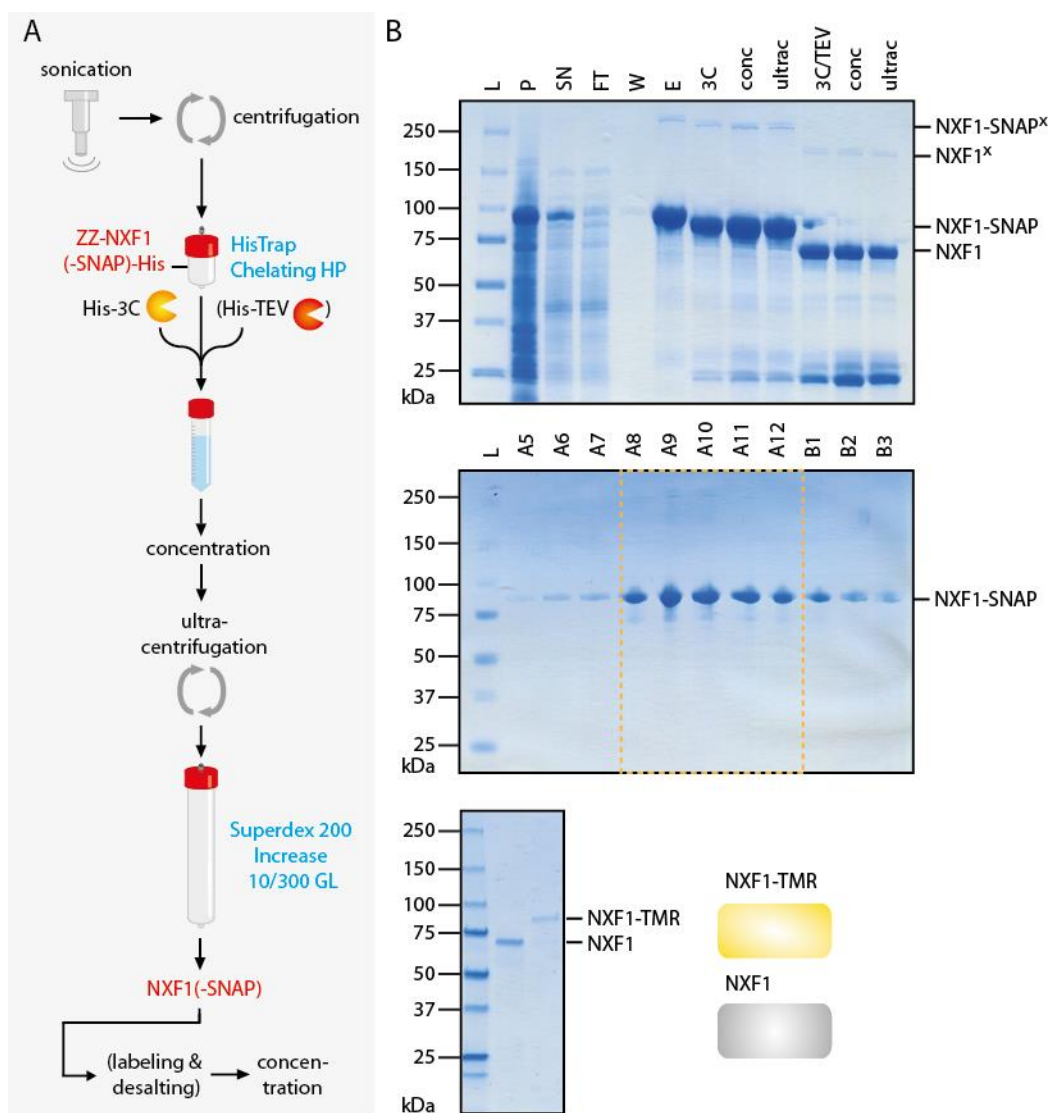 A
sonication
centrifugation
ZZ-NXF1
(-SNAP)-His
HisTrap
Chelating HP
His-3C
(His-TEV )
concentration
ultra-
centrifugation
Superdex 200
Increase
10/300 GL
NXF1(-SNAP)
(labeling &
desalting)
concen-
tration
B
L P SN FT W E 3C conc ultrac 3C/TEV conc ultrac
250
150
100
75
50
37
25
kDa
NXF1-SNAPˣ
NXF1ˣ
NXF1-SNAP
NXF1
L A5 A6 A7 A8 A9 A10 A11 A12 B1 B2 B3
250
150
100
75
50
37
25
kDa
NXF1-SNAP
250
150
100
75
50
37
25
kDa
NXF1-TMR
NXF1
NXF1-TMR
NXF1